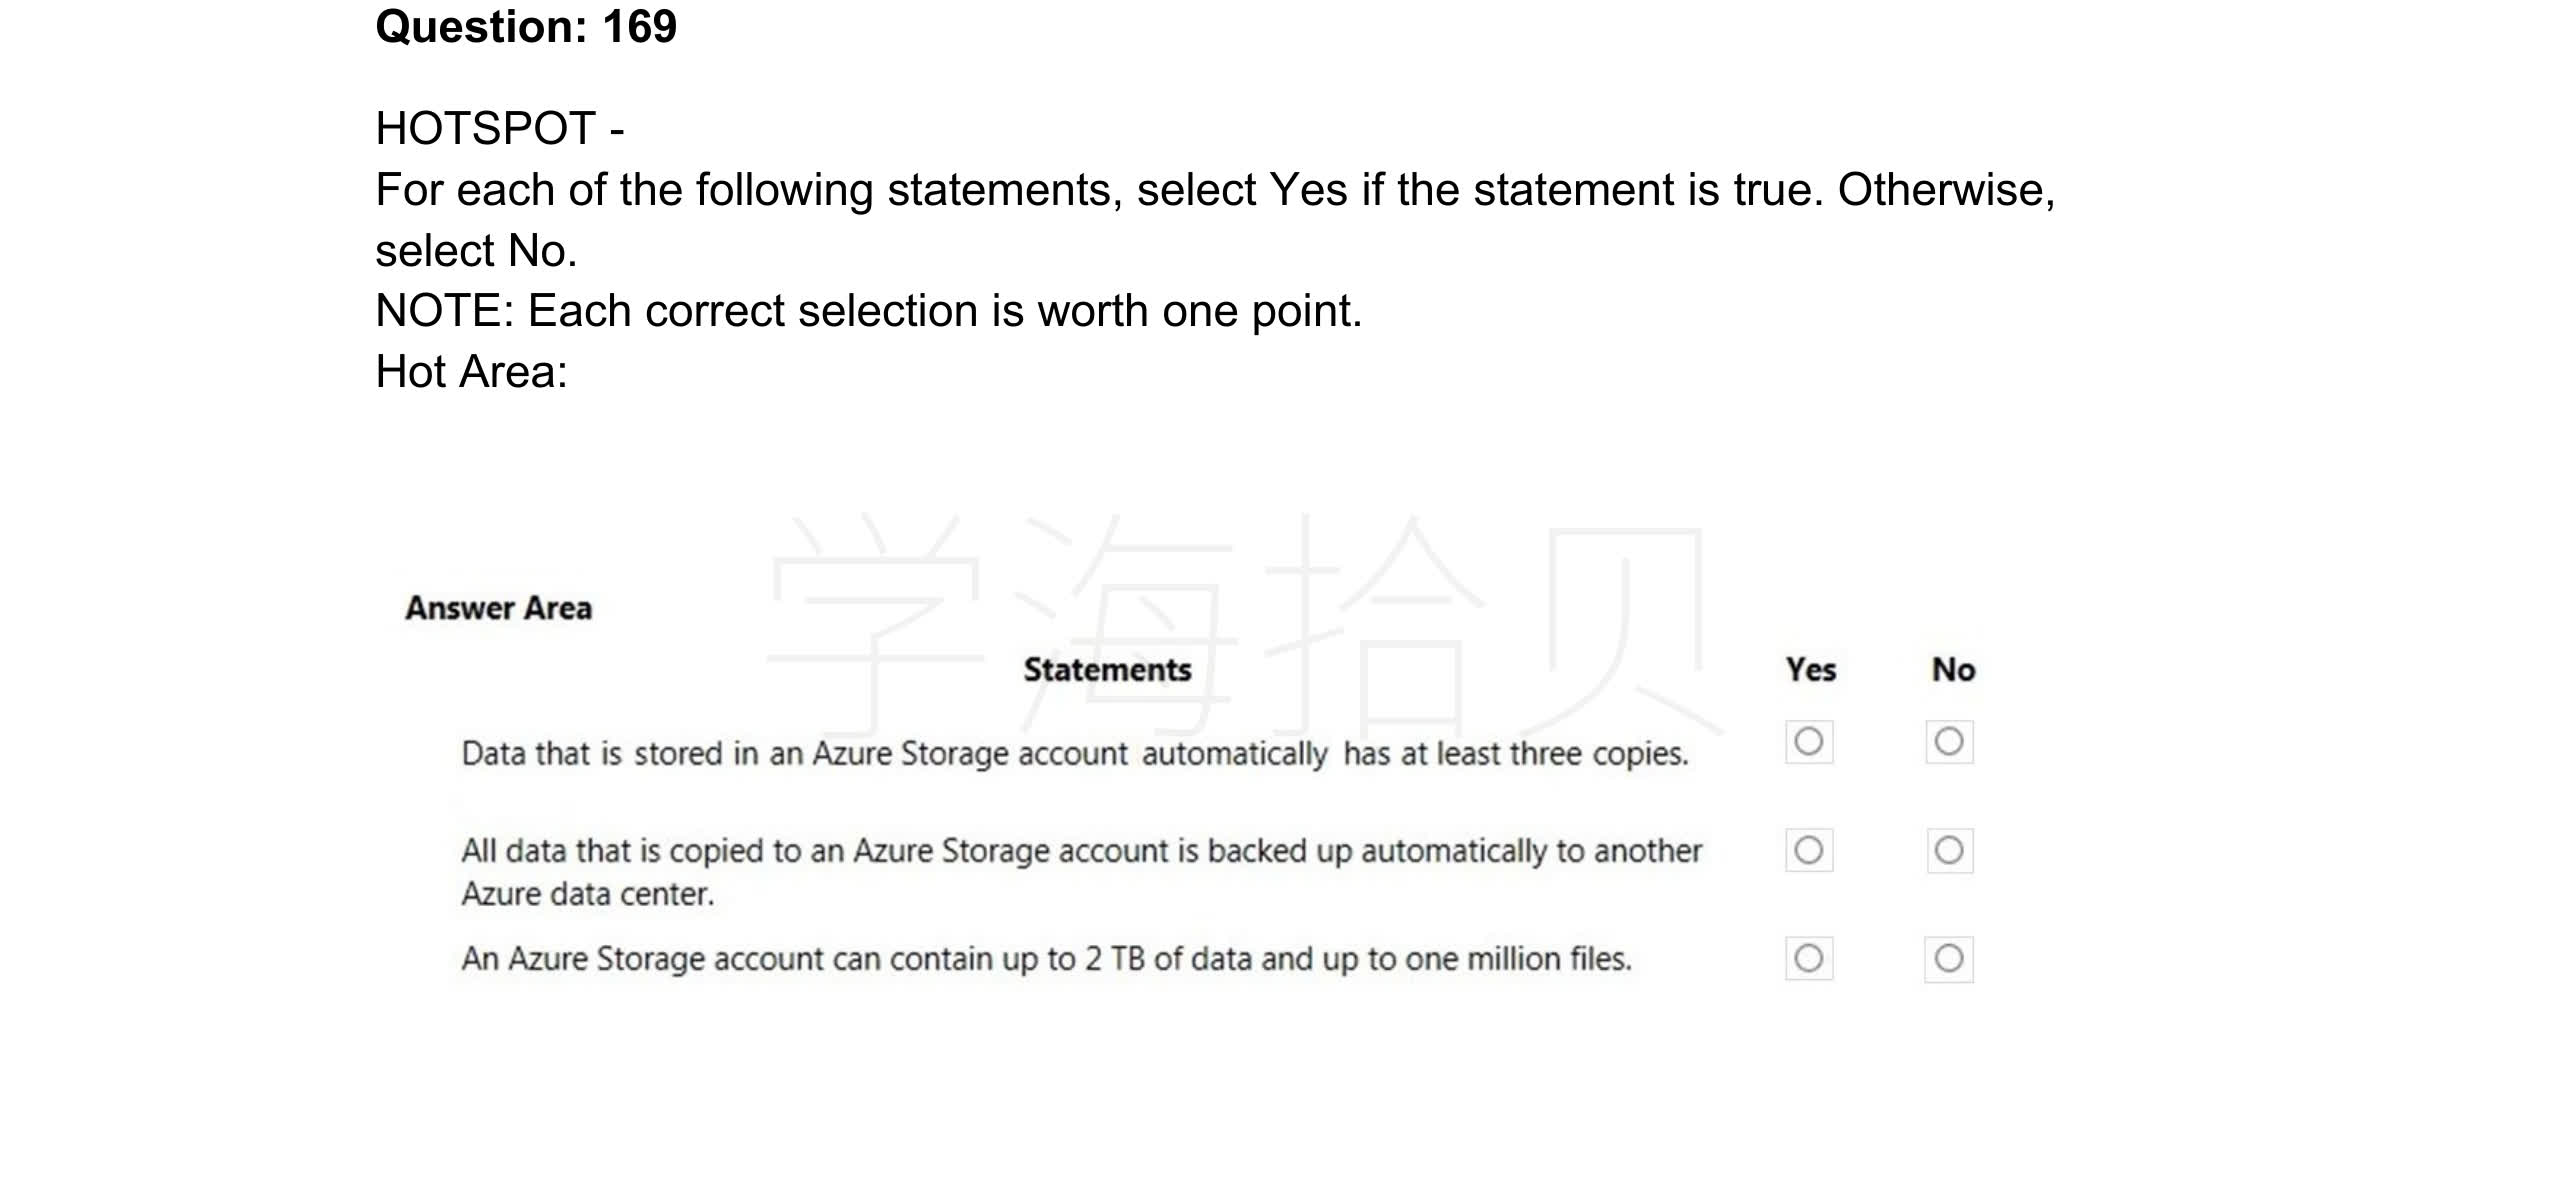 Question: 169
HOTSPOT -
For each of the following statements, select Yes if the statement is true. Otherwise,
select No.
NOTE: Each correct selection is worth one point.
Hot Area:
学海拾贝
Answer Area
Statements Yes No
Data that is stored in an Azure Storage account automatically has at least three copies.
All data that is copied to an Azure Storage account is backed up automatically to another
Azure data center.
An Azure Storage account can contain up to 2 TB of data and up to one million files.